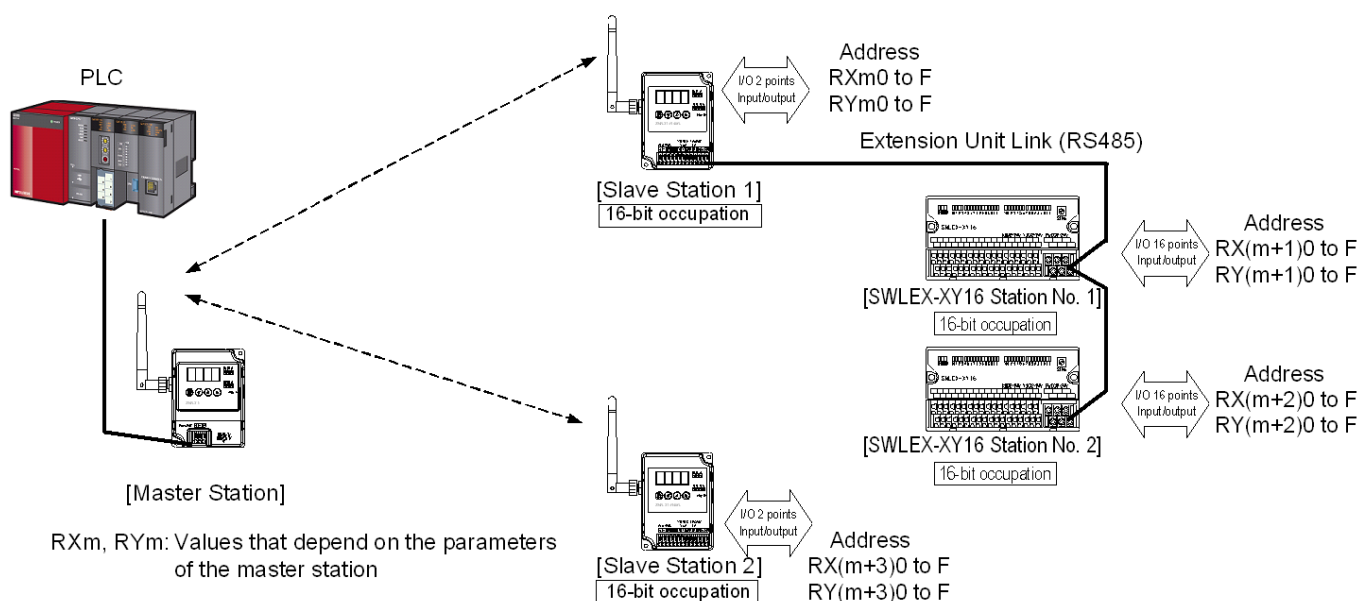 PLC
[Master Station]
RXm, RYm: Values that depend on the parameters
of the master station
I/O 2 points
Input/output
Address
RXm0 to F
RYm0 to F
[Slave Station 1]
16-bit occupation
Extension Unit Link (RS485)
SWLEX-XY16
I/O 16 points
Input/output
Address
RX(m+1)0 to F
RY(m+1)0 to F
[SWLEX-XY16 Station No. 1]
16-bit occupation
SWLEX-XY16
I/O 16 points
Input/output
Address
RX(m+2)0 to F
RY(m+2)0 to F
[SWLEX-XY16 Station No. 2]
16-bit occupation
I/O 2 points
Input/output
Address
RX(m+3)0 to F
RY(m+3)0 to F
[Slave Station 2]
16-bit occupation